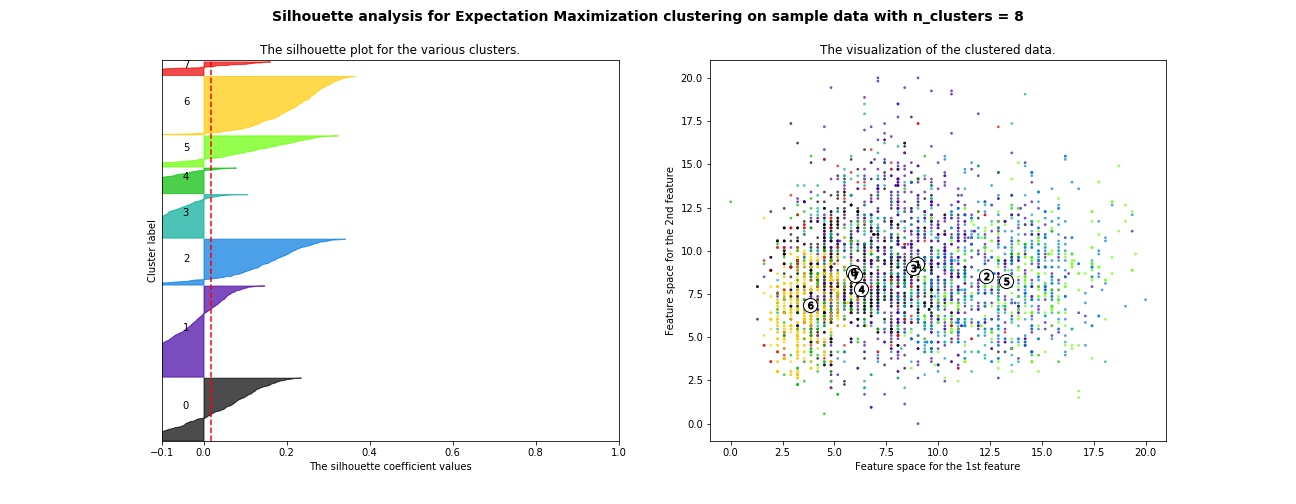 Silhouette analysis for Expectation Maximization clustering on sample data with n_clusters = 8
The silhouette plot for the various clusters.
7
6
5
4
3
2
1
0
Cluster label
−0.1 0.0 0.2 0.4 0.6 0.8 1.0
The silhouette coefficient values
The visualization of the clustered data.
20.0
17.5
15.0
12.5
10.0
7.5
5.0
2.5
0.0
Feature space for the 2nd feature
3 2 5
7
4
6
0.0 2.5 5.0 7.5 10.0 12.5 15.0 17.5 20.0
Feature space for the 1st feature